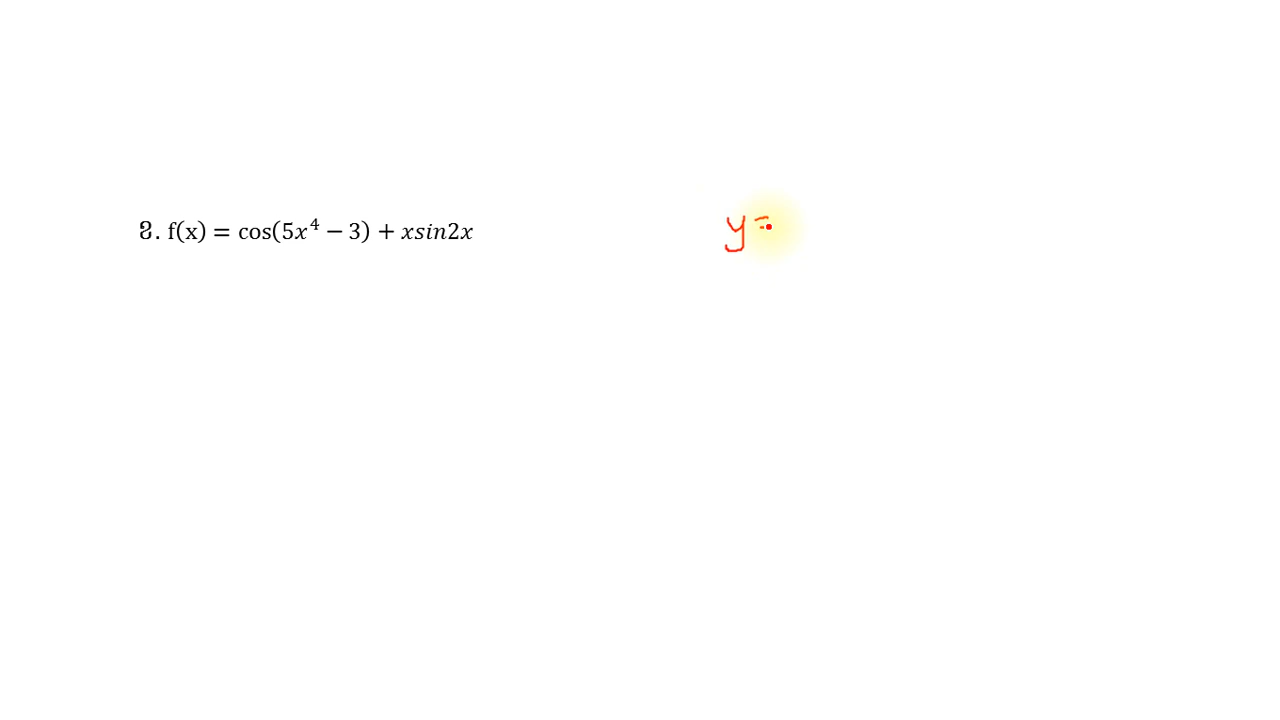 8. f(x) = cos(5x⁴ − 3) + xsin2x
y =